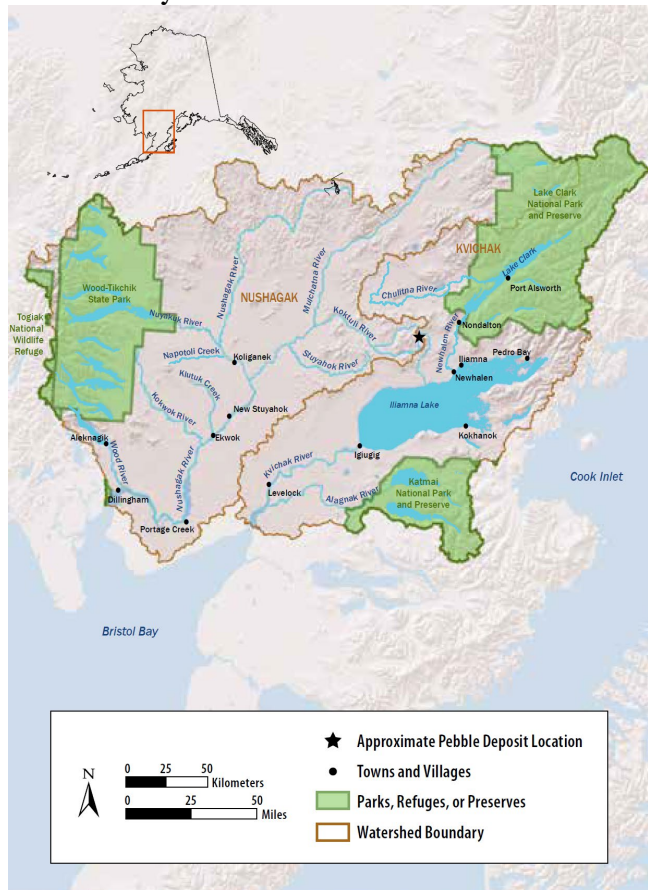 Lake Clark
National Park
and Preserve
KVICHAK
Lake Clark
Chulitna River
Port Alsworth
Wood-Tikchik
State Park
Togiak
National
Wildlife
Refuge
Nushagak River
NUSHAGAK
Mulchatna River
Nuyakuk River
Koktuli River
Nondalton
Newhalen River
Napotoli Creek
Koliganek
Stuyahok River
Iliamna
Pedro Bay
Newhalen
Klutuk Creek
Kokwok River
New Stuyahok
Iliamna Lake
Ekwok
Kokhanok
Aleknagik
Wood River
Igiugig
Kvichak River
Nushagak River
Levelock
Alagnak River
Katmai
National Park
and Preserve
Cook Inlet
Dillingham
Portage Creek
Bristol Bay
N
0 25 50
Kilometers
0 25 50
Miles
Approximate Pebble Deposit Location
Towns and Villages
Parks, Refuges, or Preserves
Watershed Boundary